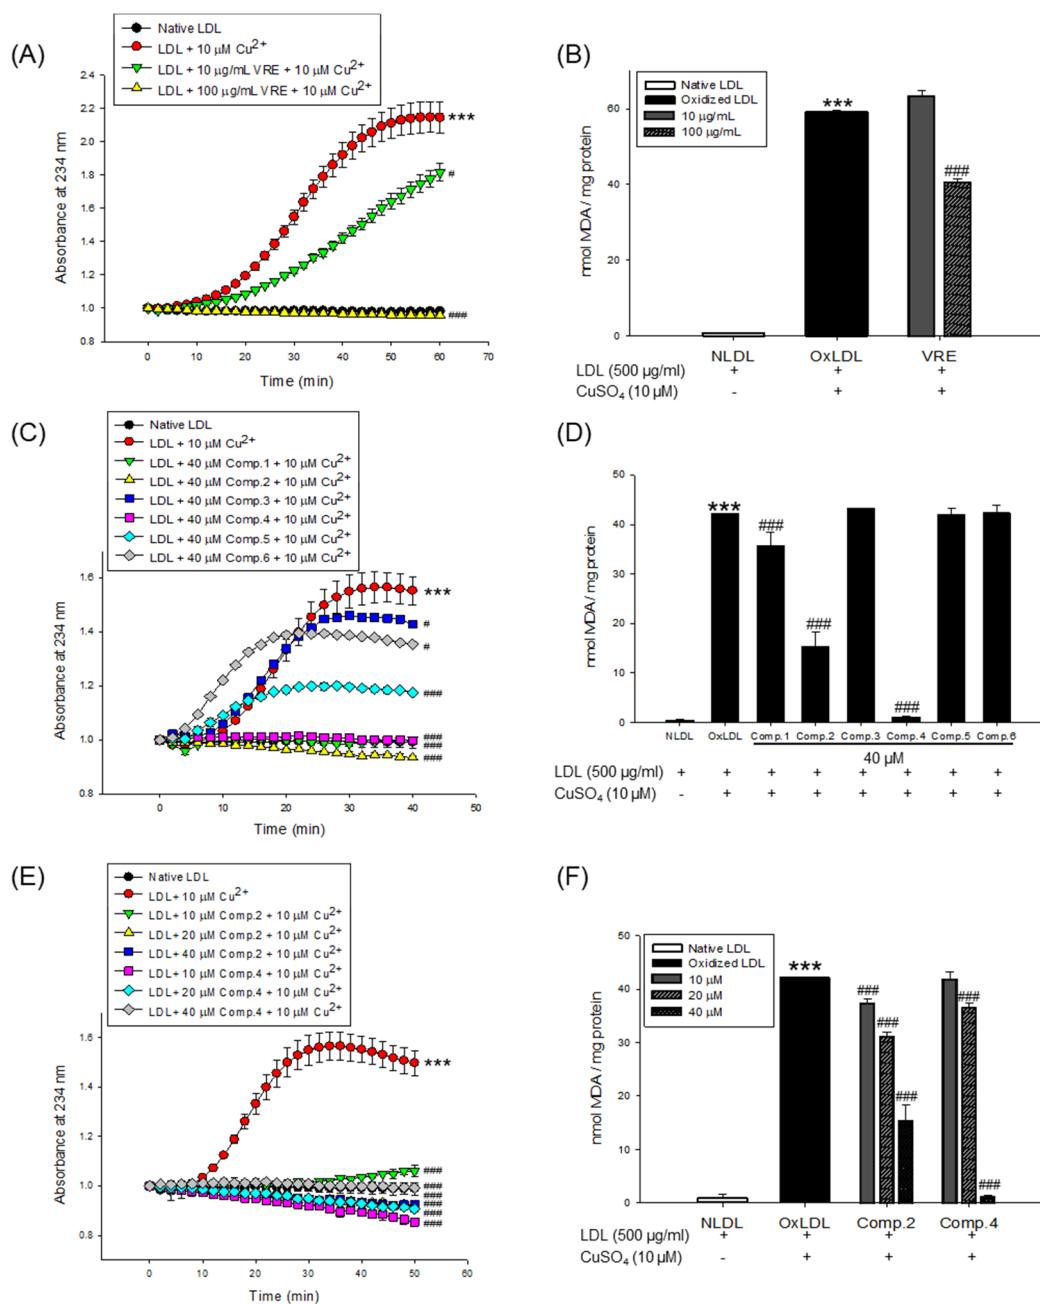 (A)
Native LDL
LDL + 10 μM Cu2+
LDL + 10 μg/mL VRE + 10 μM Cu2+
LDL + 100 μg/mL VRE + 10 μM Cu2+
2.4
2.2
2.0
1.8
1.6
1.4
1.2
1.0
0.8
Absorbance at 234 nm
***
#
###
0 10 20 30 40 50 60 70
Time (min)
(B)
Native LDL
Oxidized LDL
10 μg/mL
100 μg/mL
60
40
20
0
nmol MDA / mg protein
***
###
NLDL OxLDL VRE
LDL (500 μg/ml) + + +
CuSO4 (10 μM) - + +
(C)
Native LDL
LDL + 10 μM Cu2+
LDL + 40 μM Comp.1 + 10 μM Cu2+
LDL + 40 μM Comp.2 + 10 μM Cu2+
LDL + 40 μM Comp.3 + 10 μM Cu2+
LDL + 40 μM Comp.4 + 10 μM Cu2+
LDL + 40 μM Comp.5 + 10 μM Cu2+
LDL + 40 μM Comp.6 + 10 μM Cu2+
1.6
1.4
1.2
1.0
0.8
Absorbance at 234 nm
***
#
#
###
###
###
###
0 10 20 30 40 50
Time (min)
(D)
50
40
30
20
10
0
nmol MDA / mg protein
***
###
###
###
NLDL OxLDL Comp.1 Comp.2 Comp.3 Comp.4 Comp.5 Comp.6
40 μM
LDL (500 μg/ml) + + + + + + + +
CuSO4 (10 μM) - + + + + + + +
(E)
Native LDL
LDL+ 10 μM Cu2+
LDL+ 10 μM Comp.2 + 10 μM Cu2+
LDL+ 20 μM Comp.2 + 10 μM Cu2+
LDL+ 40 μM Comp.2 + 10 μM Cu2+
LDL+ 10 μM Comp.4 + 10 μM Cu2+
LDL+ 20 μM Comp.4 + 10 μM Cu2+
LDL+ 40 μM Comp.4 + 10 μM Cu2+
1.6
1.4
1.2
1.0
0.8
Absorbance at 234 nm
***
###
###
###
###
###
###
0 10 20 30 40 50 60
Time (min)
(F)
Native LDL
Oxidized LDL
10 μM
20 μM
40 μM
50
40
30
20
10
0
nmol MDA / mg protein
***
###
###
###
###
###
NLDL OxLDL Comp.2 Comp.4
LDL (500 μg/ml) + + + +
CuSO4 (10 μM) - + + +